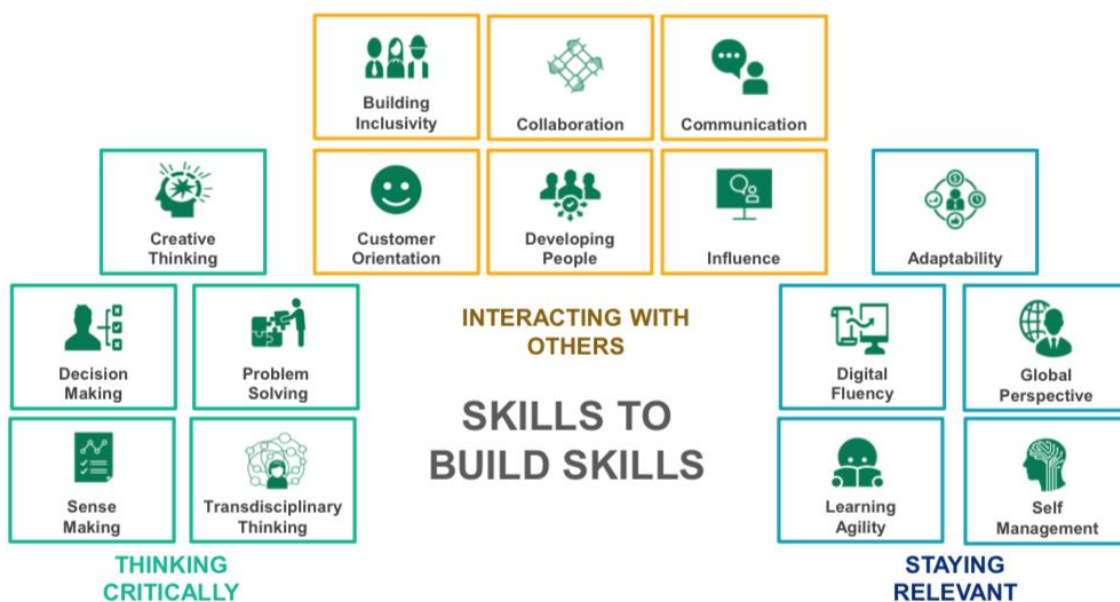 Building
Inclusivity
Collaboration
Communication
Creative
Thinking
Customer
Orientation
Developing
People
Influence
Adaptability
INTERACTING WITH
OTHERS
Decision
Making
Problem
Solving
Digital
Fluency
Global
Perspective
SKILLS TO
BUILD SKILLS
Sense
Making
Transdisciplinary
Thinking
Learning
Agility
Self
Management
THINKING
CRITICALLY
STAYING
RELEVANT